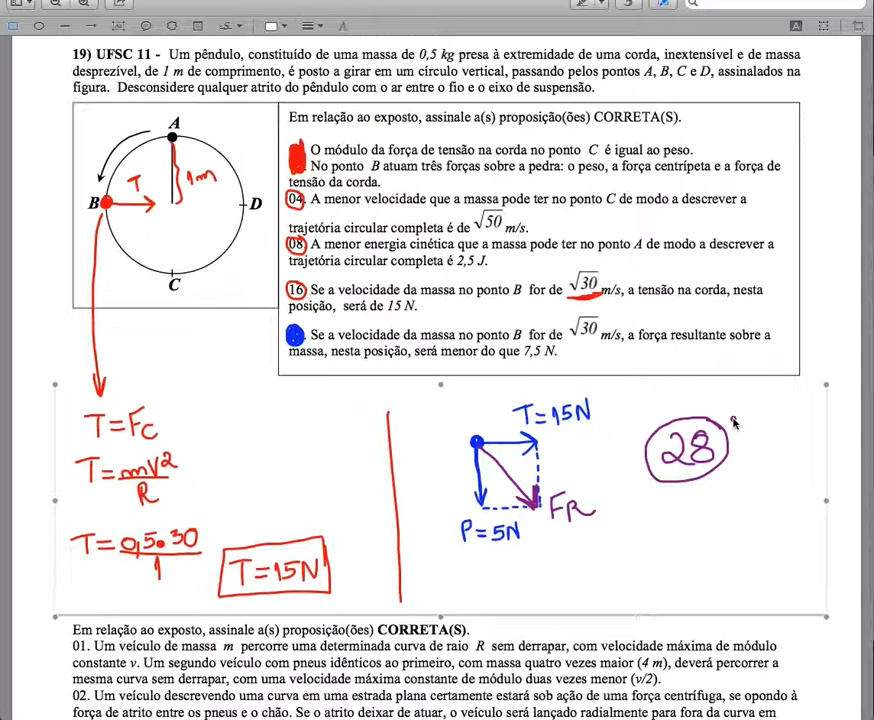 19) UFSC 11 - Um pêndulo, constituído de uma massa de 0,5 kg presa à extremidade de uma corda, inextensível e de massa
desprezível, de 1 m de comprimento, é posto a girar em um círculo vertical, passando pelos pontos A, B, C e D, assinalados na
figura. Desconsidere qualquer atrito do pêndulo com o ar entre o fio e o eixo de suspensão.
A
B
T
1m
D
C
Em relação ao exposto, assinale a(s) proposição(ões) CORRETA(S).
O módulo da força de tensão na corda no ponto C é igual ao peso.
No ponto B atuam três forças sobre a pedra: o peso, a força centrípeta e a força de
tensão da corda.
04. A menor velocidade que a massa pode ter no ponto C de modo a descrever a
trajetória circular completa é de √50 m/s.
08. A menor energia cinética que a massa pode ter no ponto A de modo a descrever a
trajetória circular completa é 2,5 J.
16. Se a velocidade da massa no ponto B for de √30 m/s, a tensão na corda, nesta
posição, será de 15 N.
Se a velocidade da massa no ponto B for de √30 m/s, a força resultante sobre a
massa, nesta posição, será menor do que 7,5 N.
T = Fc
T = mv²
R
T = 0,5.30
1
T = 15N
T = 15N
P = 5N
FR
28
Em relação ao exposto, assinale a(s) proposição(ões) CORRETA(S).
01. Um veículo de massa m percorre uma determinada curva de raio R sem derrapar, com velocidade máxima de módulo
constante v. Um segundo veículo com pneus idênticos ao primeiro, com massa quatro vezes maior (4 m), deverá percorrer a
mesma curva sem derrapar, com uma velocidade máxima constante de módulo duas vezes menor (v/2).
02. Um veículo descrevendo uma curva em uma estrada plana certamente estará sob ação de uma força centrífuga, se opondo à
força de atrito entre os pneus e o chão. Se o atrito deixar de atuar, o veículo será lançado radialmente para fora da curva em